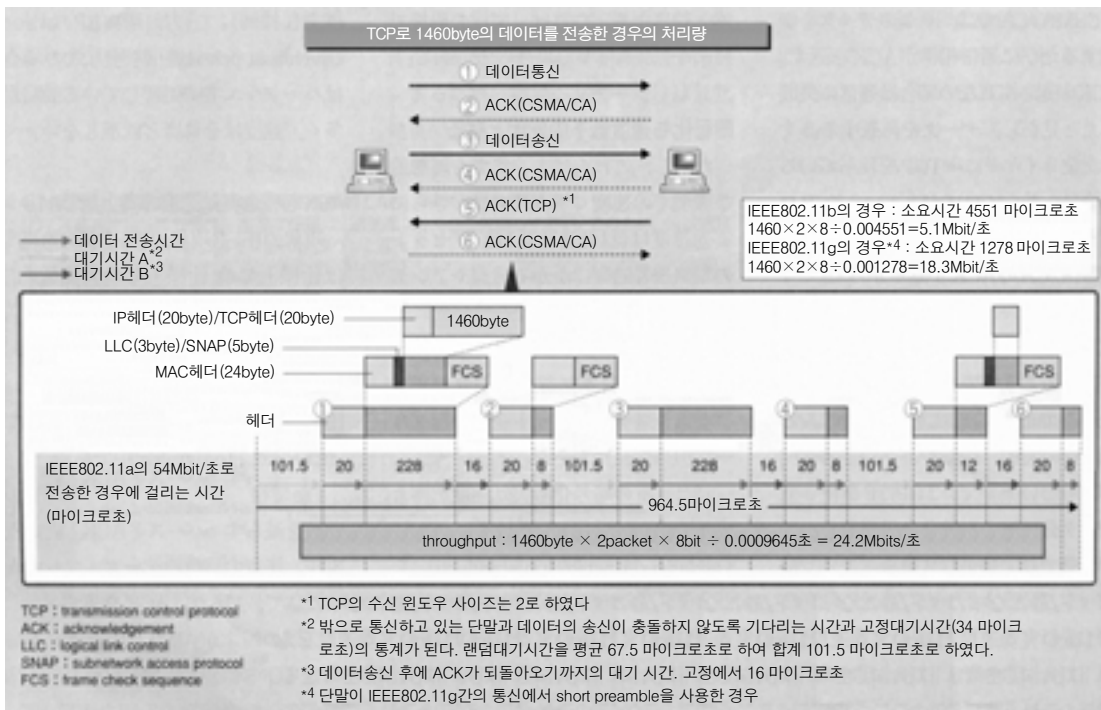 TCP로 1460byte의 데이터를 전송한 경우의 처리량
① 데이터통신
② ACK(CSMA/CA)
③ 데이터송신
④ ACK(CSMA/CA)
⑤ ACK(TCP) *1
⑥ ACK(CSMA/CA)
데이터 전송시간
대기시간 A*2
대기시간 B*3
IEEE802.11b의 경우 : 소요시간 4551 마이크로초
1460×2×8÷0.004551=5.1Mbit/초
IEEE802.11g의 경우*4 : 소요시간 1278 마이크로초
1460×2×8÷0.001278=18.3Mbit/초
IP헤더(20byte)/TCP헤더(20byte)
1460byte
LLC(3byte)/SNAP(5byte)
MAC헤더(24byte)
FCS
FCS
FCS
헤더
① ② ③ ④ ⑤ ⑥
IEEE802.11a의 54Mbit/초로
전송한 경우에 걸리는 시간
(마이크로초)
101.5 20 228 16 20 8 101.5 20 228 16 20 8 101.5 20 12 16 20 8
964.5마이크로초
throughput : 1460byte × 2packet × 8bit ÷ 0.0009645초 = 24.2Mbits/초
TCP : transmission control protocol
ACK : acknowledgement
LLC : logical link control
SNAP : subnetwork access protocol
FCS : frame check sequence
*1 TCP의 수신 윈도우 사이즈는 2로 하였다
*2 밖으로 통신하고 있는 단말과 데이터의 송신이 충돌하지 않도록 기다리는 시간과 고정대기시간(34 마이크
로초)의 통계가 된다. 랜덤대기시간을 평균 67.5 마이크로초로 하여 합계 101.5 마이크로초로 하였다.
*3 데이터송신 후에 ACK가 되돌아오기까지의 대기 시간. 고정에서 16 마이크로초
*4 단말이 IEEE802.11g간의 통신에서 short preamble을 사용한 경우